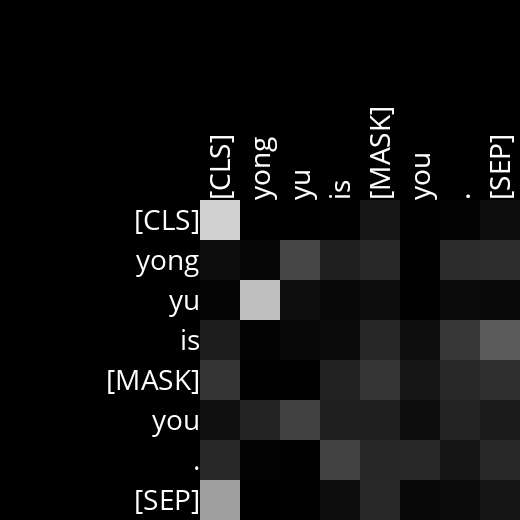 [CLS] yong yu is [MASK] you . [SEP]
[CLS]
yong
yu
is
[MASK]
you
.
[SEP]